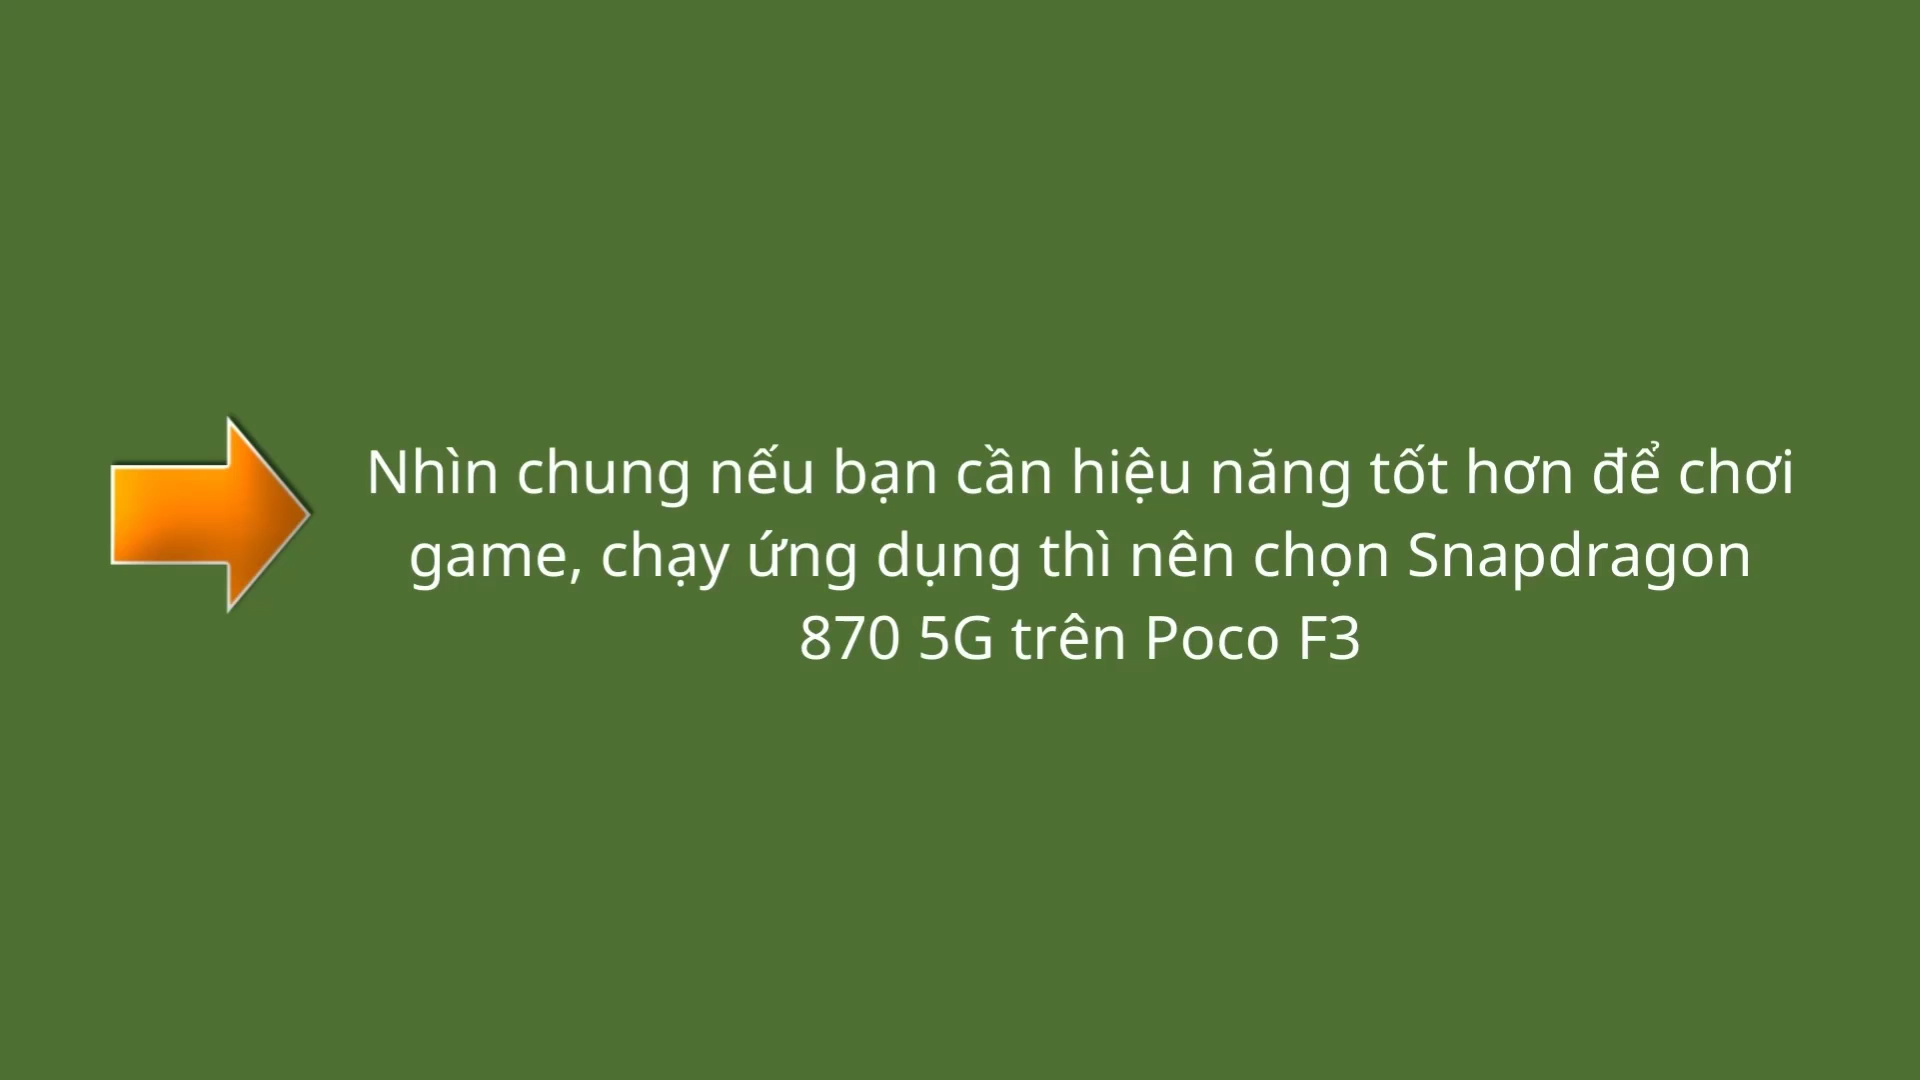 Nhìn chung nếu bạn cần hiệu năng tốt hơn để chơi
game, chạy ứng dụng thì nên chọn Snapdragon
870 5G trên Poco F3